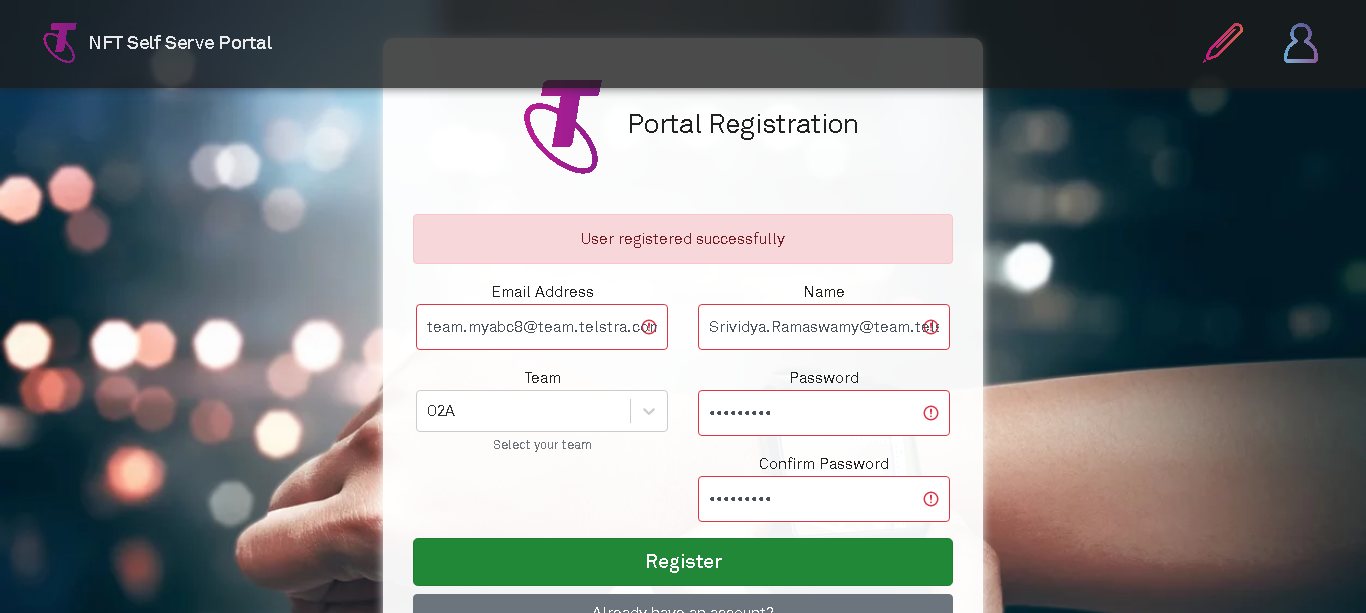 NFT Self Serve Portal
Portal Registration
User registered successfully
Email Address
Name
team.myabc8@team.telstra.com
Srividya.Ramaswamy@team.tels
Team
Password
O2A
•••••••••
Select your team
Confirm Password
•••••••••
Register
Already have an account?